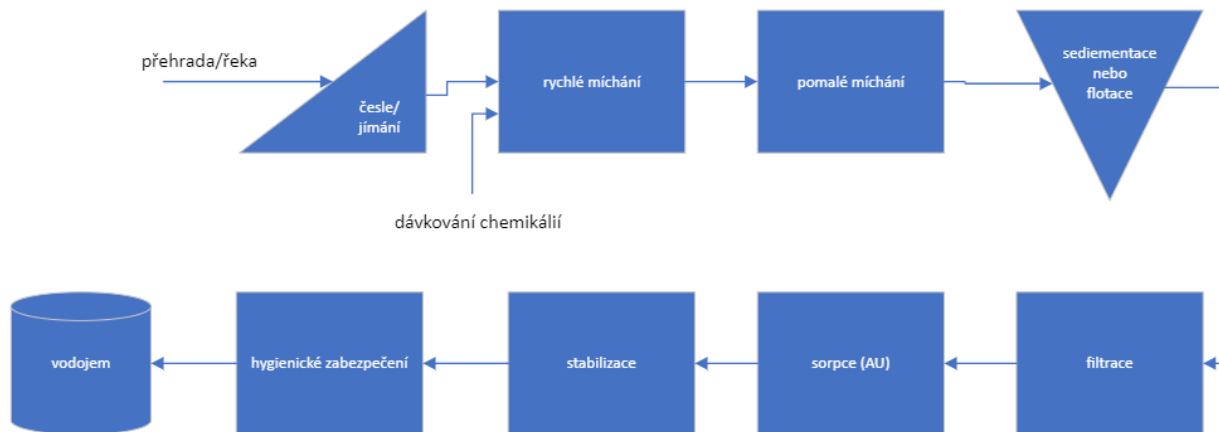 přehrada/řeka
česle/
jímání
rychlé míchání
pomalé míchání
sediementace
nebo
flotace
dávkování chemikálií
vodojem
hygienické zabezpečení
stabilizace
sorpce (AU)
filtrace